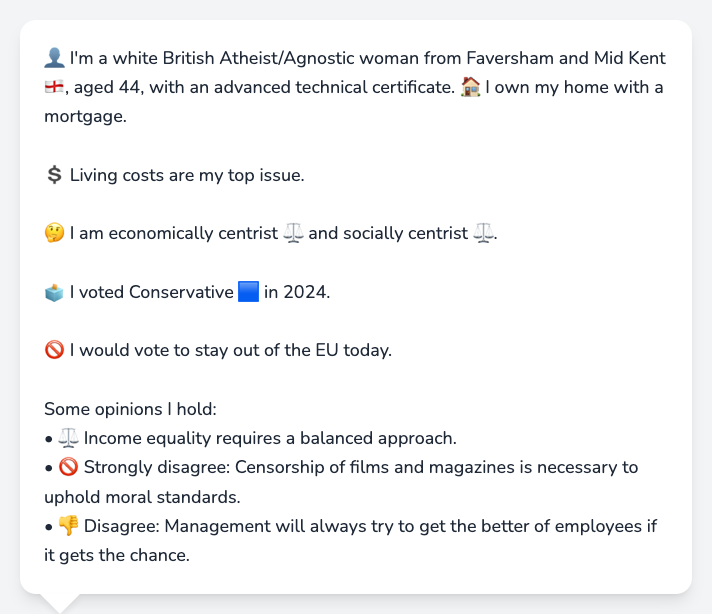 👤 I'm a white British Atheist/Agnostic woman from Faversham and Mid Kent
🏴󠁧󠁢󠁥󠁮󠁧󠁿, aged 44, with an advanced technical certificate. 🏠 I own my home with a
mortgage.
💲 Living costs are my top issue.
🤔 I am economically centrist ⚖️ and socially centrist ⚖️.
🗳️ I voted Conservative 🟦 in 2024.
🚫 I would vote to stay out of the EU today.
Some opinions I hold:
• ⚖️ Income equality requires a balanced approach.
• 🚫 Strongly disagree: Censorship of films and magazines is necessary to
uphold moral standards.
• 👎 Disagree: Management will always try to get the better of employees if
it gets the chance.